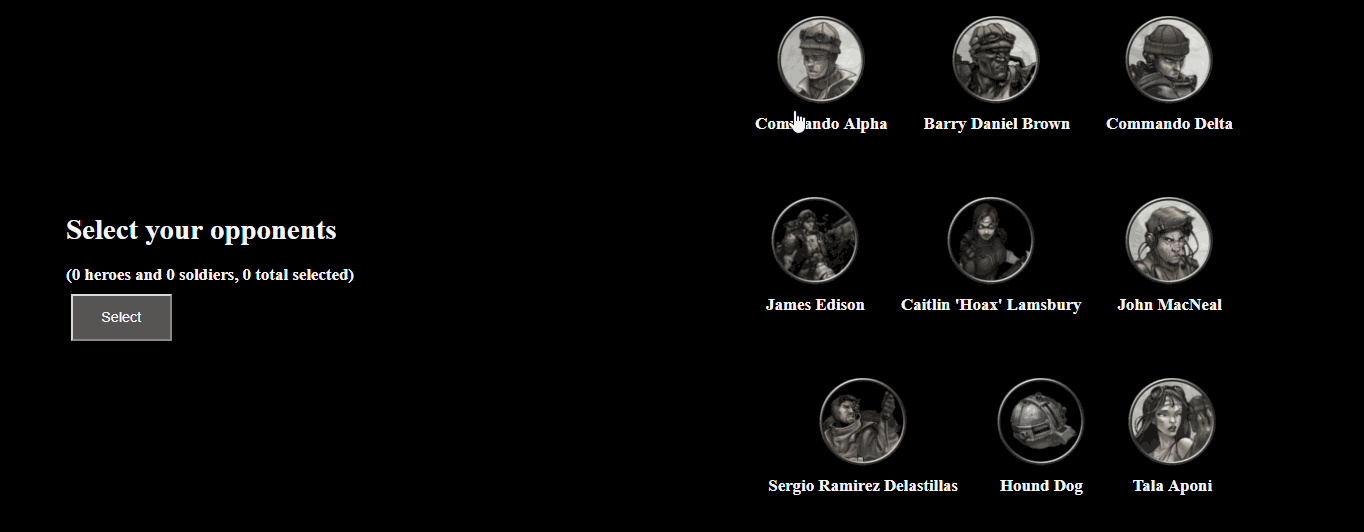 Select your opponents
(0 heroes and 0 soldiers, 0 total selected)
Select
Commando Alpha
Barry Daniel Brown
Commando Delta
James Edison
Caitlin 'Hoax' Lamsbury
John MacNeal
Sergio Ramirez Delastillas
Hound Dog
Tala Aponi